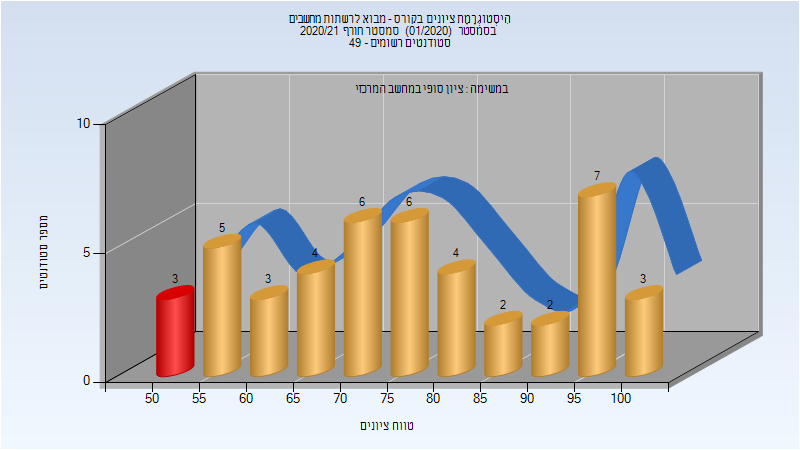 היסטוגרמת ציונים בקורס - מבוא לרשתות מחשבים
בסמסטר (01/2020) סמסטר חורף 2020/21
סטודנטים רשומים - 49
במשימה : ציון סופי במחשב המרכזי
מספר סטודנטים
10
5
0
3
5
3
4
6
6
4
2
2
7
3
50 55 60 65 70 75 80 85 90 95 100
טווח ציונים